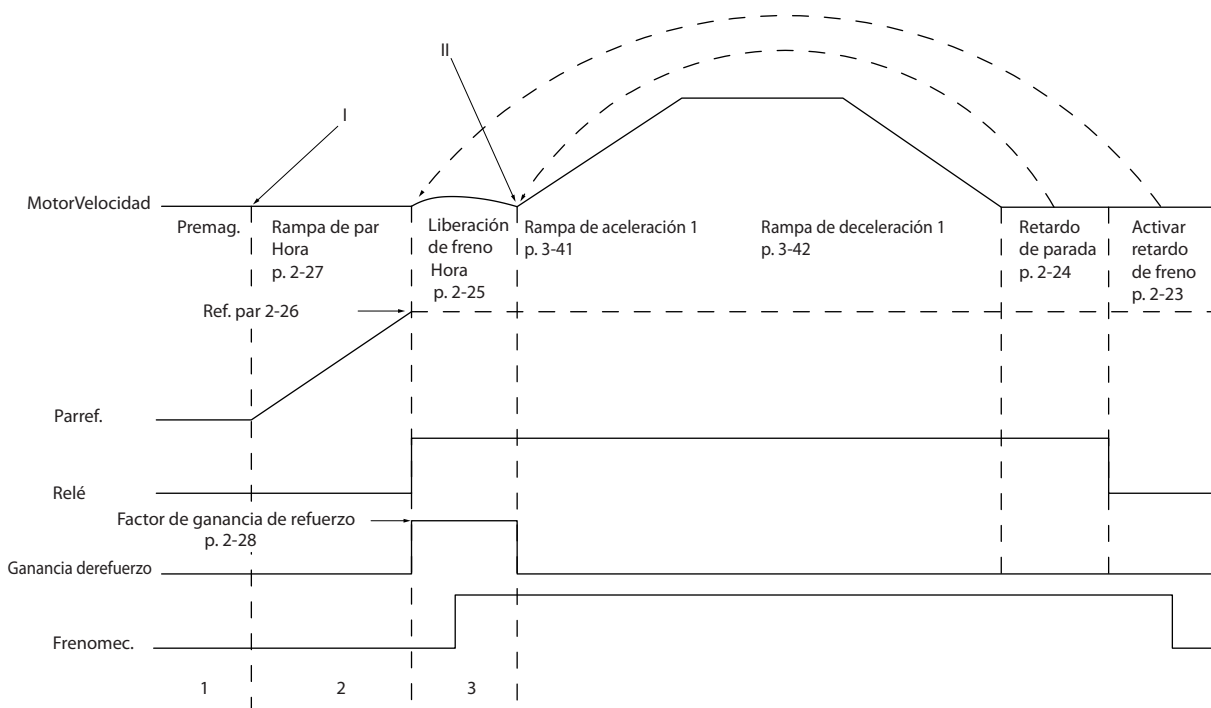 II
I
MotorVelocidad
Premag.
Rampa de par
Hora
p. 2-27
Liberación
de freno
Hora
p. 2-25
Rampa de aceleración 1
p. 3-41
Rampa de deceleración 1
p. 3-42
Retardo
de parada
p. 2-24
Activar
retardo
de freno
p. 2-23
Ref. par 2-26
Parref.
Relé
Factor de ganancia de refuerzo
p. 2-28
Ganancia derefuerzo
Frenomec.
1
2
3